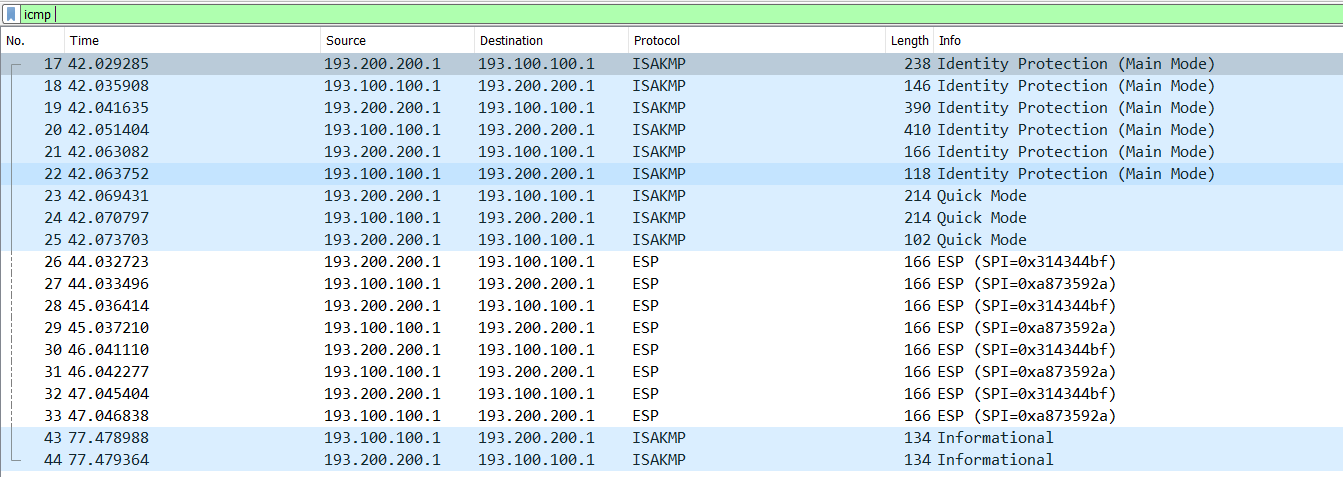 icmp
No. Time Source Destination Protocol Length Info
17 42.029285 193.200.200.1 193.100.100.1 ISAKMP 238 Identity Protection (Main Mode)
18 42.035908 193.100.100.1 193.200.200.1 ISAKMP 146 Identity Protection (Main Mode)
19 42.041635 193.200.200.1 193.100.100.1 ISAKMP 390 Identity Protection (Main Mode)
20 42.051404 193.100.100.1 193.200.200.1 ISAKMP 410 Identity Protection (Main Mode)
21 42.063082 193.200.200.1 193.100.100.1 ISAKMP 166 Identity Protection (Main Mode)
22 42.063752 193.100.100.1 193.200.200.1 ISAKMP 118 Identity Protection (Main Mode)
23 42.069431 193.200.200.1 193.100.100.1 ISAKMP 214 Quick Mode
24 42.070797 193.100.100.1 193.200.200.1 ISAKMP 214 Quick Mode
25 42.073703 193.200.200.1 193.100.100.1 ISAKMP 102 Quick Mode
26 44.032723 193.200.200.1 193.100.100.1 ESP 166 ESP (SPI=0x314344bf)
27 44.033496 193.100.100.1 193.200.200.1 ESP 166 ESP (SPI=0xa873592a)
28 45.036414 193.200.200.1 193.100.100.1 ESP 166 ESP (SPI=0x314344bf)
29 45.037210 193.100.100.1 193.200.200.1 ESP 166 ESP (SPI=0xa873592a)
30 46.041110 193.200.200.1 193.100.100.1 ESP 166 ESP (SPI=0x314344bf)
31 46.042277 193.100.100.1 193.200.200.1 ESP 166 ESP (SPI=0xa873592a)
32 47.045404 193.200.200.1 193.100.100.1 ESP 166 ESP (SPI=0x314344bf)
33 47.046838 193.100.100.1 193.200.200.1 ESP 166 ESP (SPI=0xa873592a)
43 77.478988 193.100.100.1 193.200.200.1 ISAKMP 134 Informational
44 77.479364 193.200.200.1 193.100.100.1 ISAKMP 134 Informational